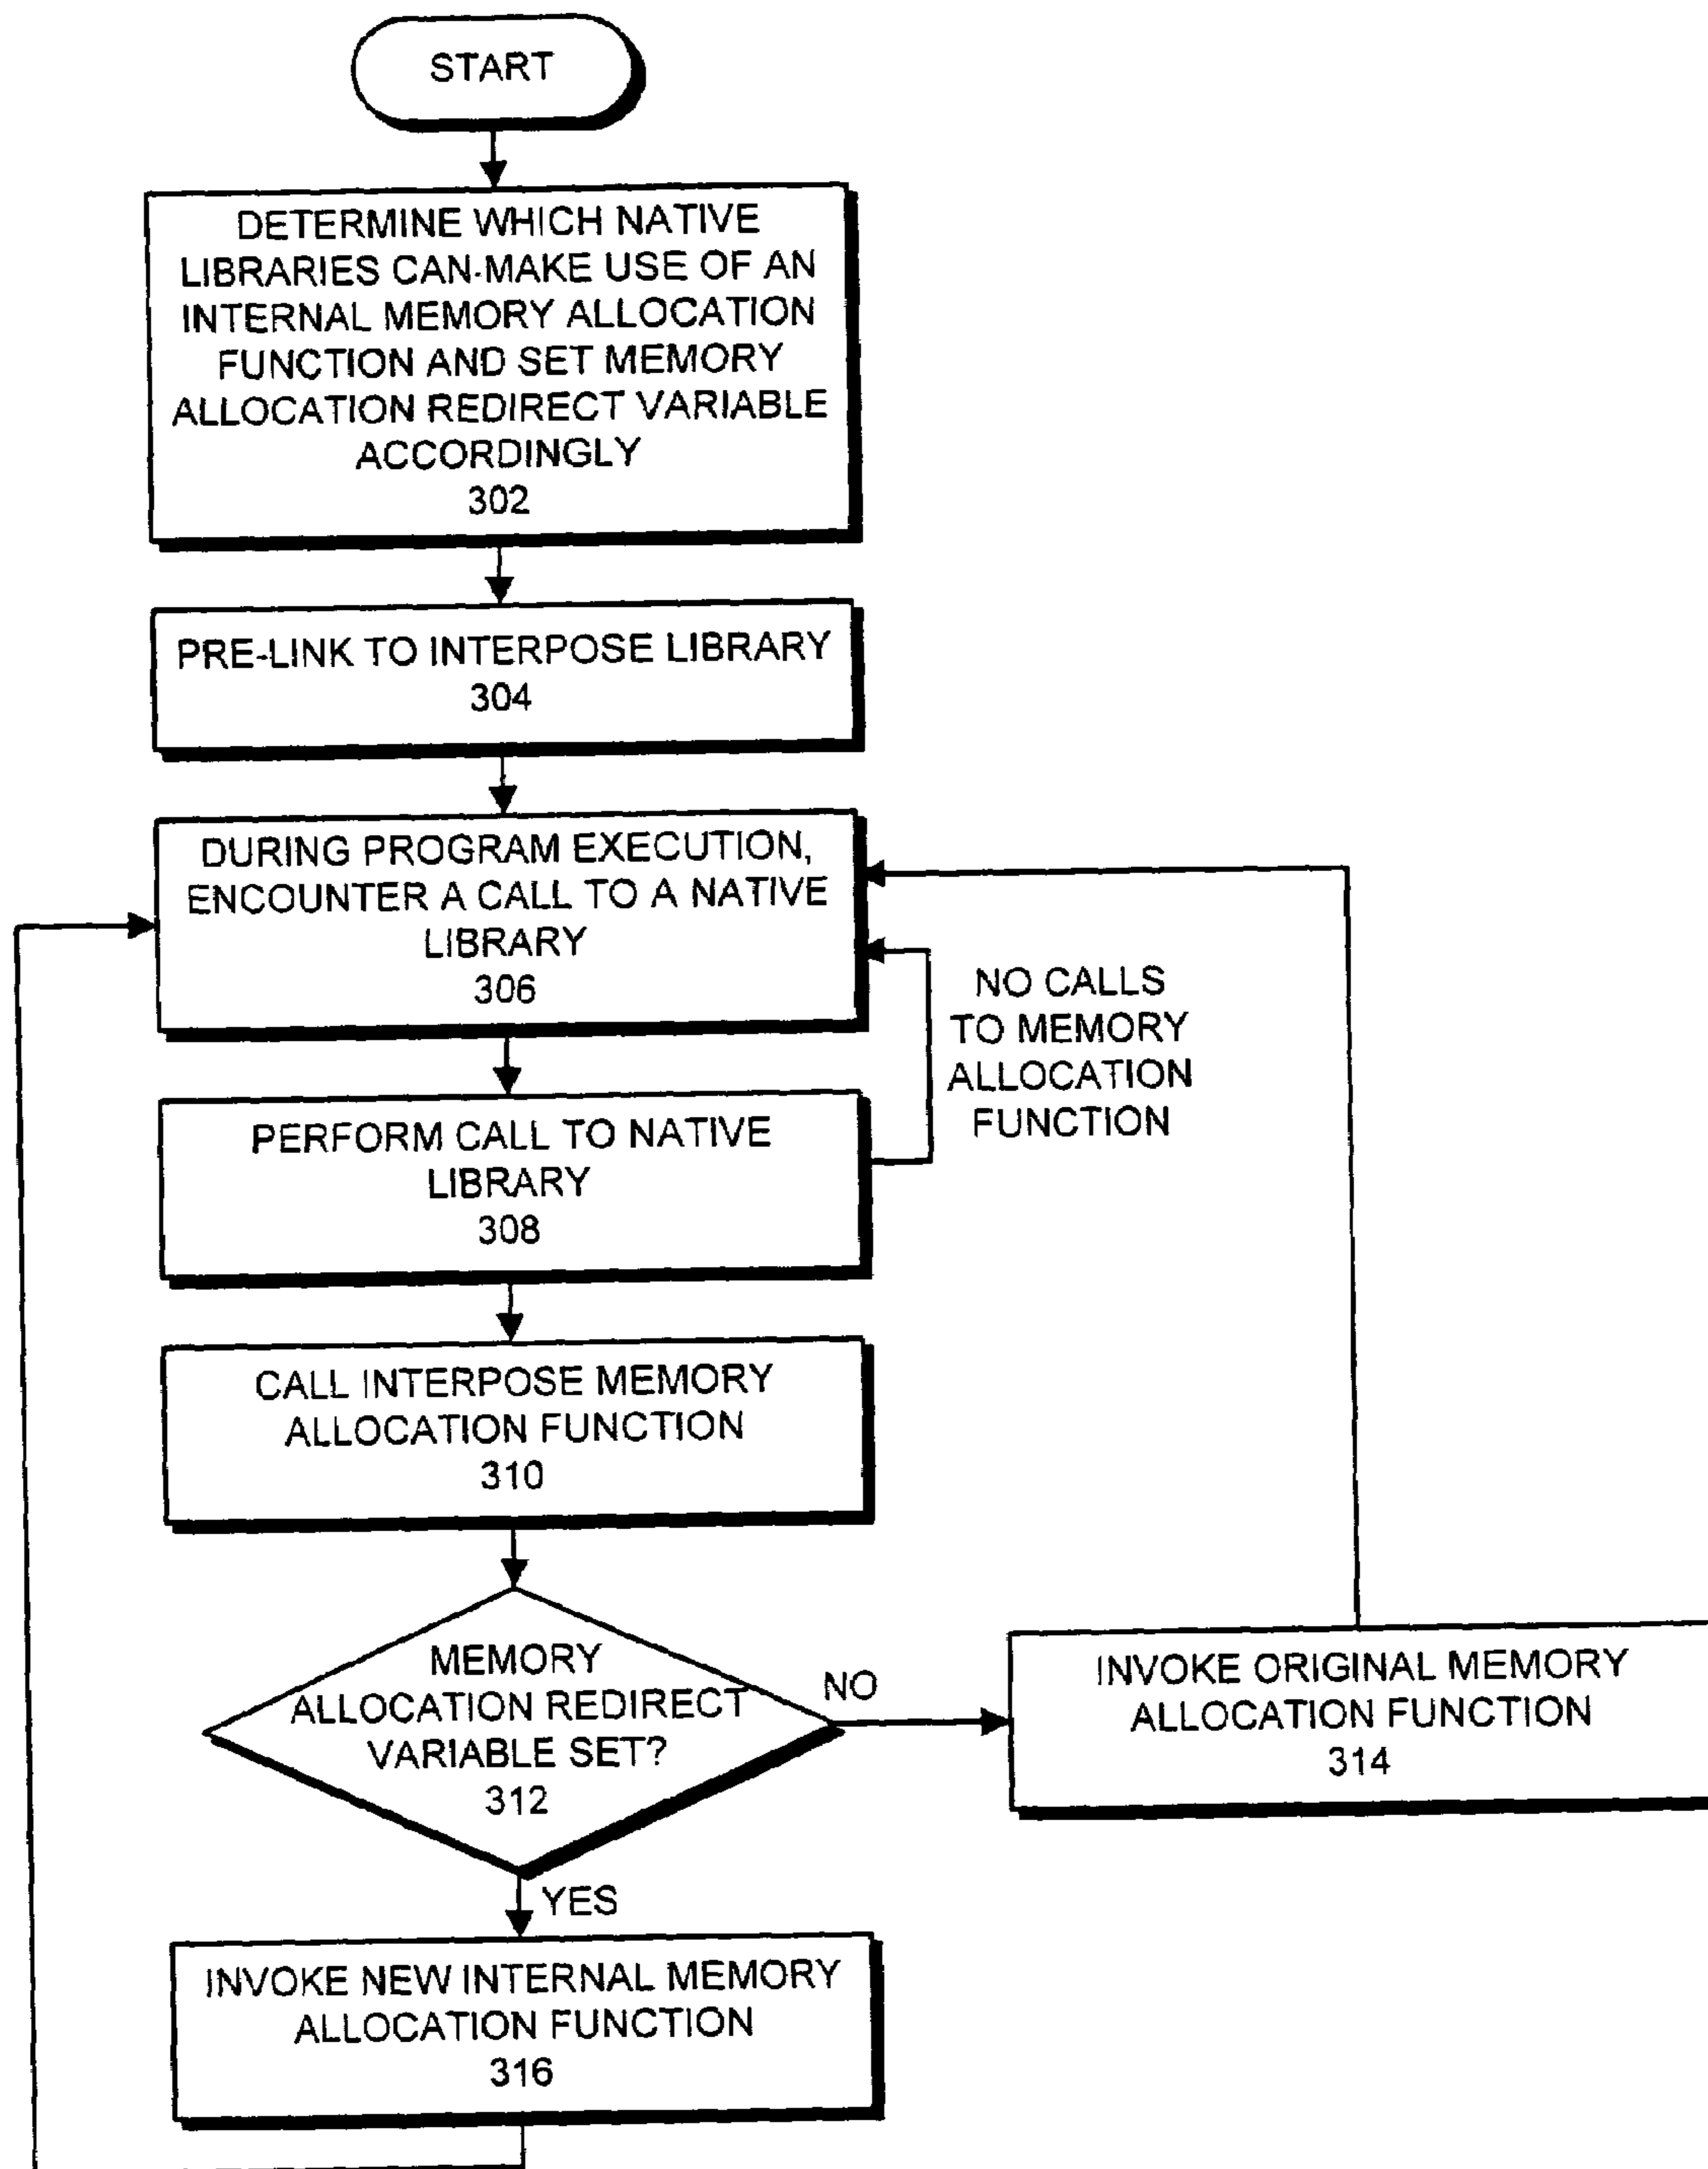 START
DETERMINE WHICH NATIVE
LIBRARIES CAN-MAKE USE OF AN
INTERNAL MEMORY ALLOCATION
FUNCTION AND SET MEMORY
ALLOCATION REDIRECT VARIABLE
ACCORDINGLY
302
PRE-LINK TO INTERPOSE LIBRARY
304
DURING PROGRAM EXECUTION,
ENCOUNTER A CALL TO A NATIVE
LIBRARY
306
NO CALLS
TO MEMORY
ALLOCATION
FUNCTION
PERFORM CALL TO NATIVE
LIBRARY
308
CALL INTERPOSE MEMORY
ALLOCATION FUNCTION
310
MEMORY
ALLOCATION REDIRECT
VARIABLE SET?
312
NO
INVOKE ORIGINAL MEMORY
ALLOCATION FUNCTION
314
YES
INVOKE NEW INTERNAL MEMORY
ALLOCATION FUNCTION
316